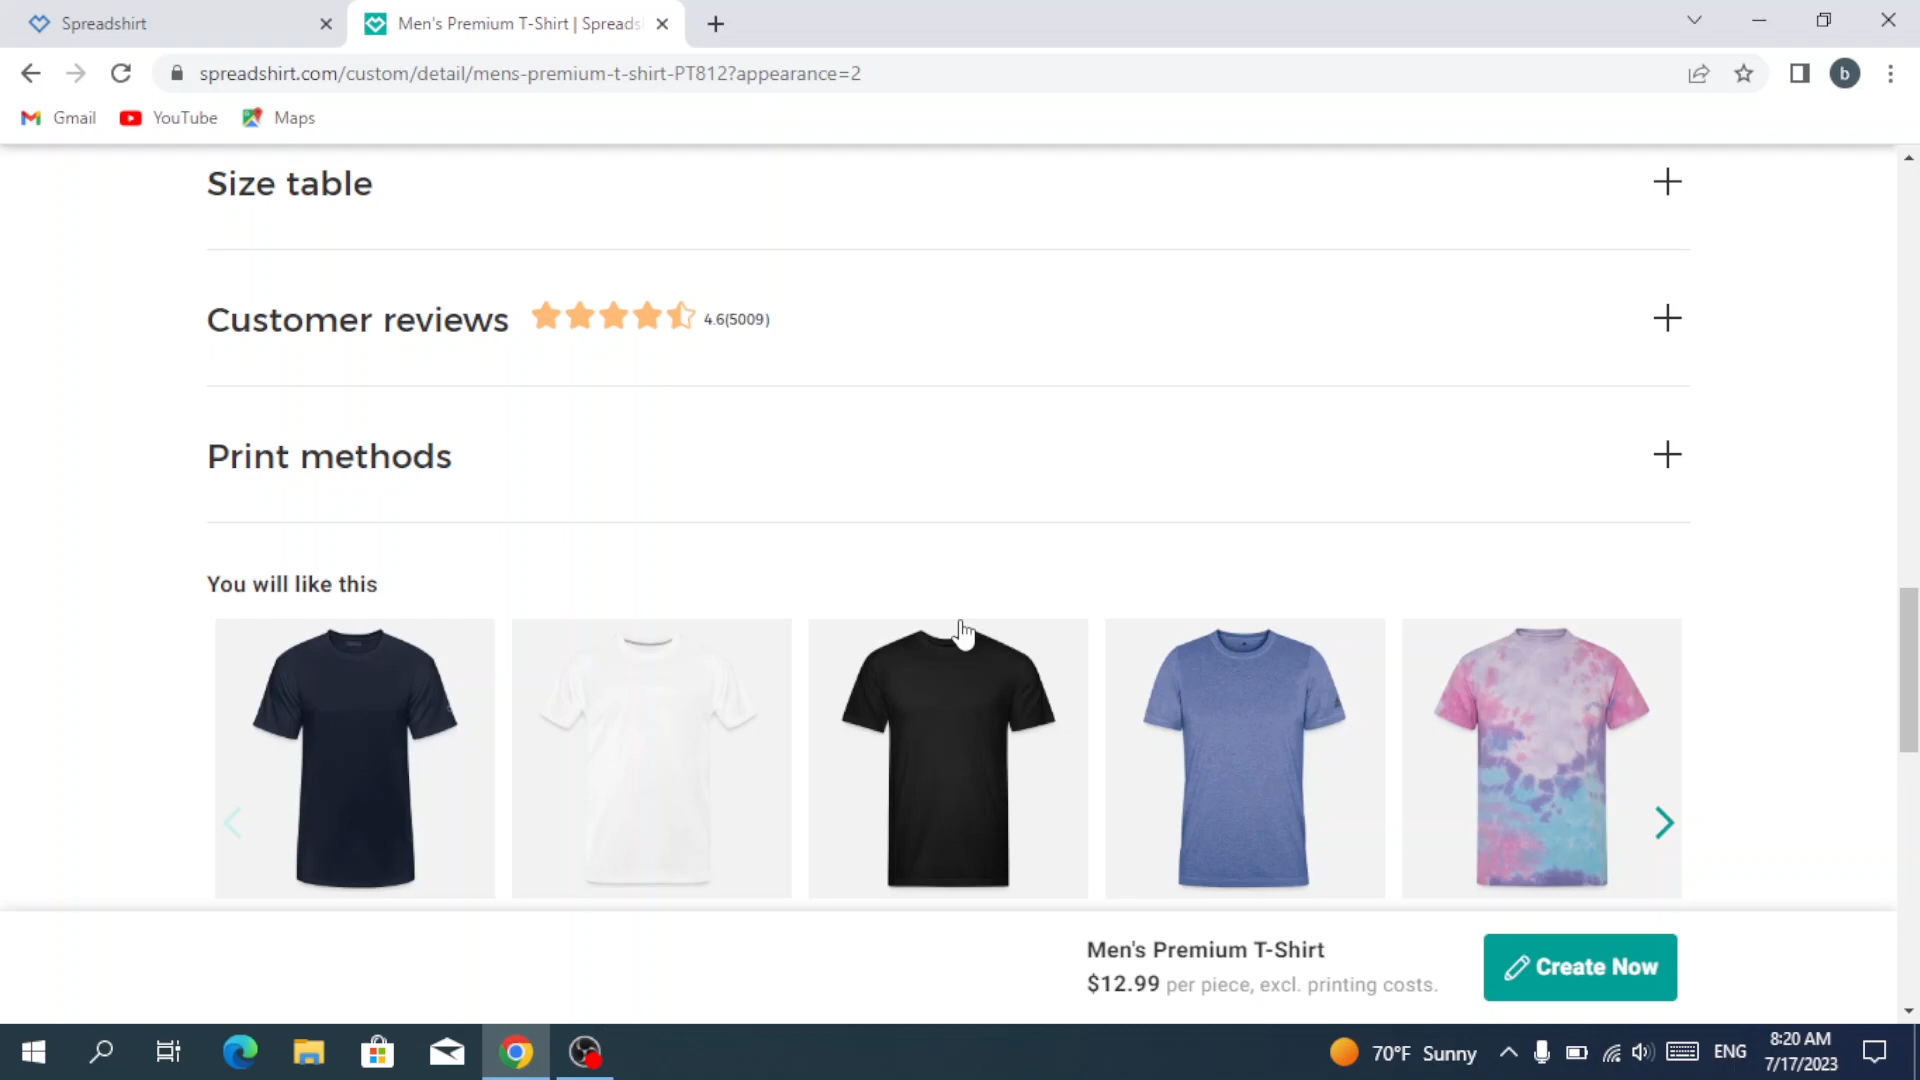 Spreadshirt
Men's Premium T-Shirt | Spreads
spreadshirt.com/custom/detail/mens-premium-t-shirt-PT812?appearance=2
b
Gmail
YouTube
Maps
Size table
Customer reviews
4.6(5009)
Print methods
You will like this
Men's Premium T-Shirt
$12.99 per piece, excl. printing costs.
Create Now
70°F Sunny
ENG
8:20 AM
7/17/2023